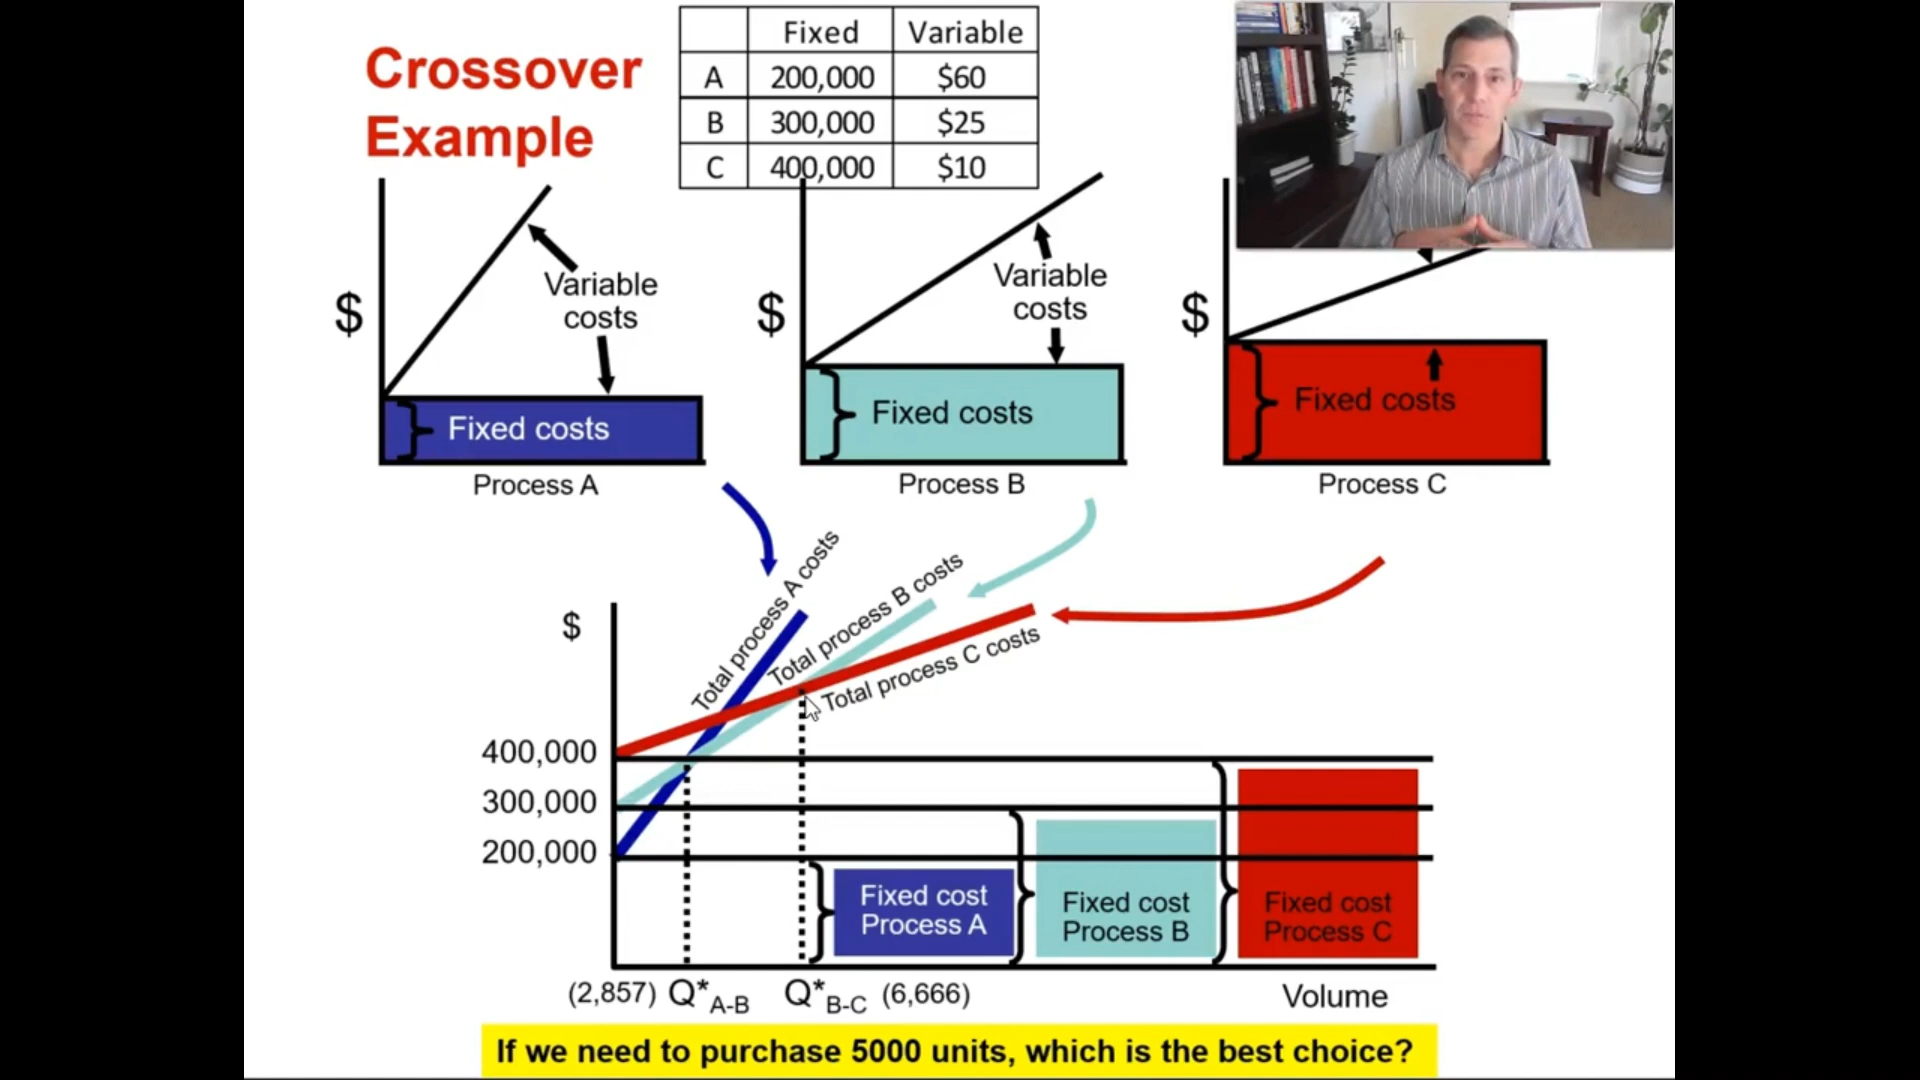 Crossover
Example
Fixed Variable
A 200,000 $60
B 300,000 $25
C 400,000 $10
$
Variable
costs
Fixed costs
Process A
$
Variable
costs
Fixed costs
Process B
$
Fixed costs
Process C
$
Total process A costs
Total process B costs
Total process C costs
400,000
300,000
200,000
Fixed cost
Process A
Fixed cost
Process B
Fixed cost
Process C
(2,857) Q*A-B Q*B-C (6,666) Volume
If we need to purchase 5000 units, which is the best choice?